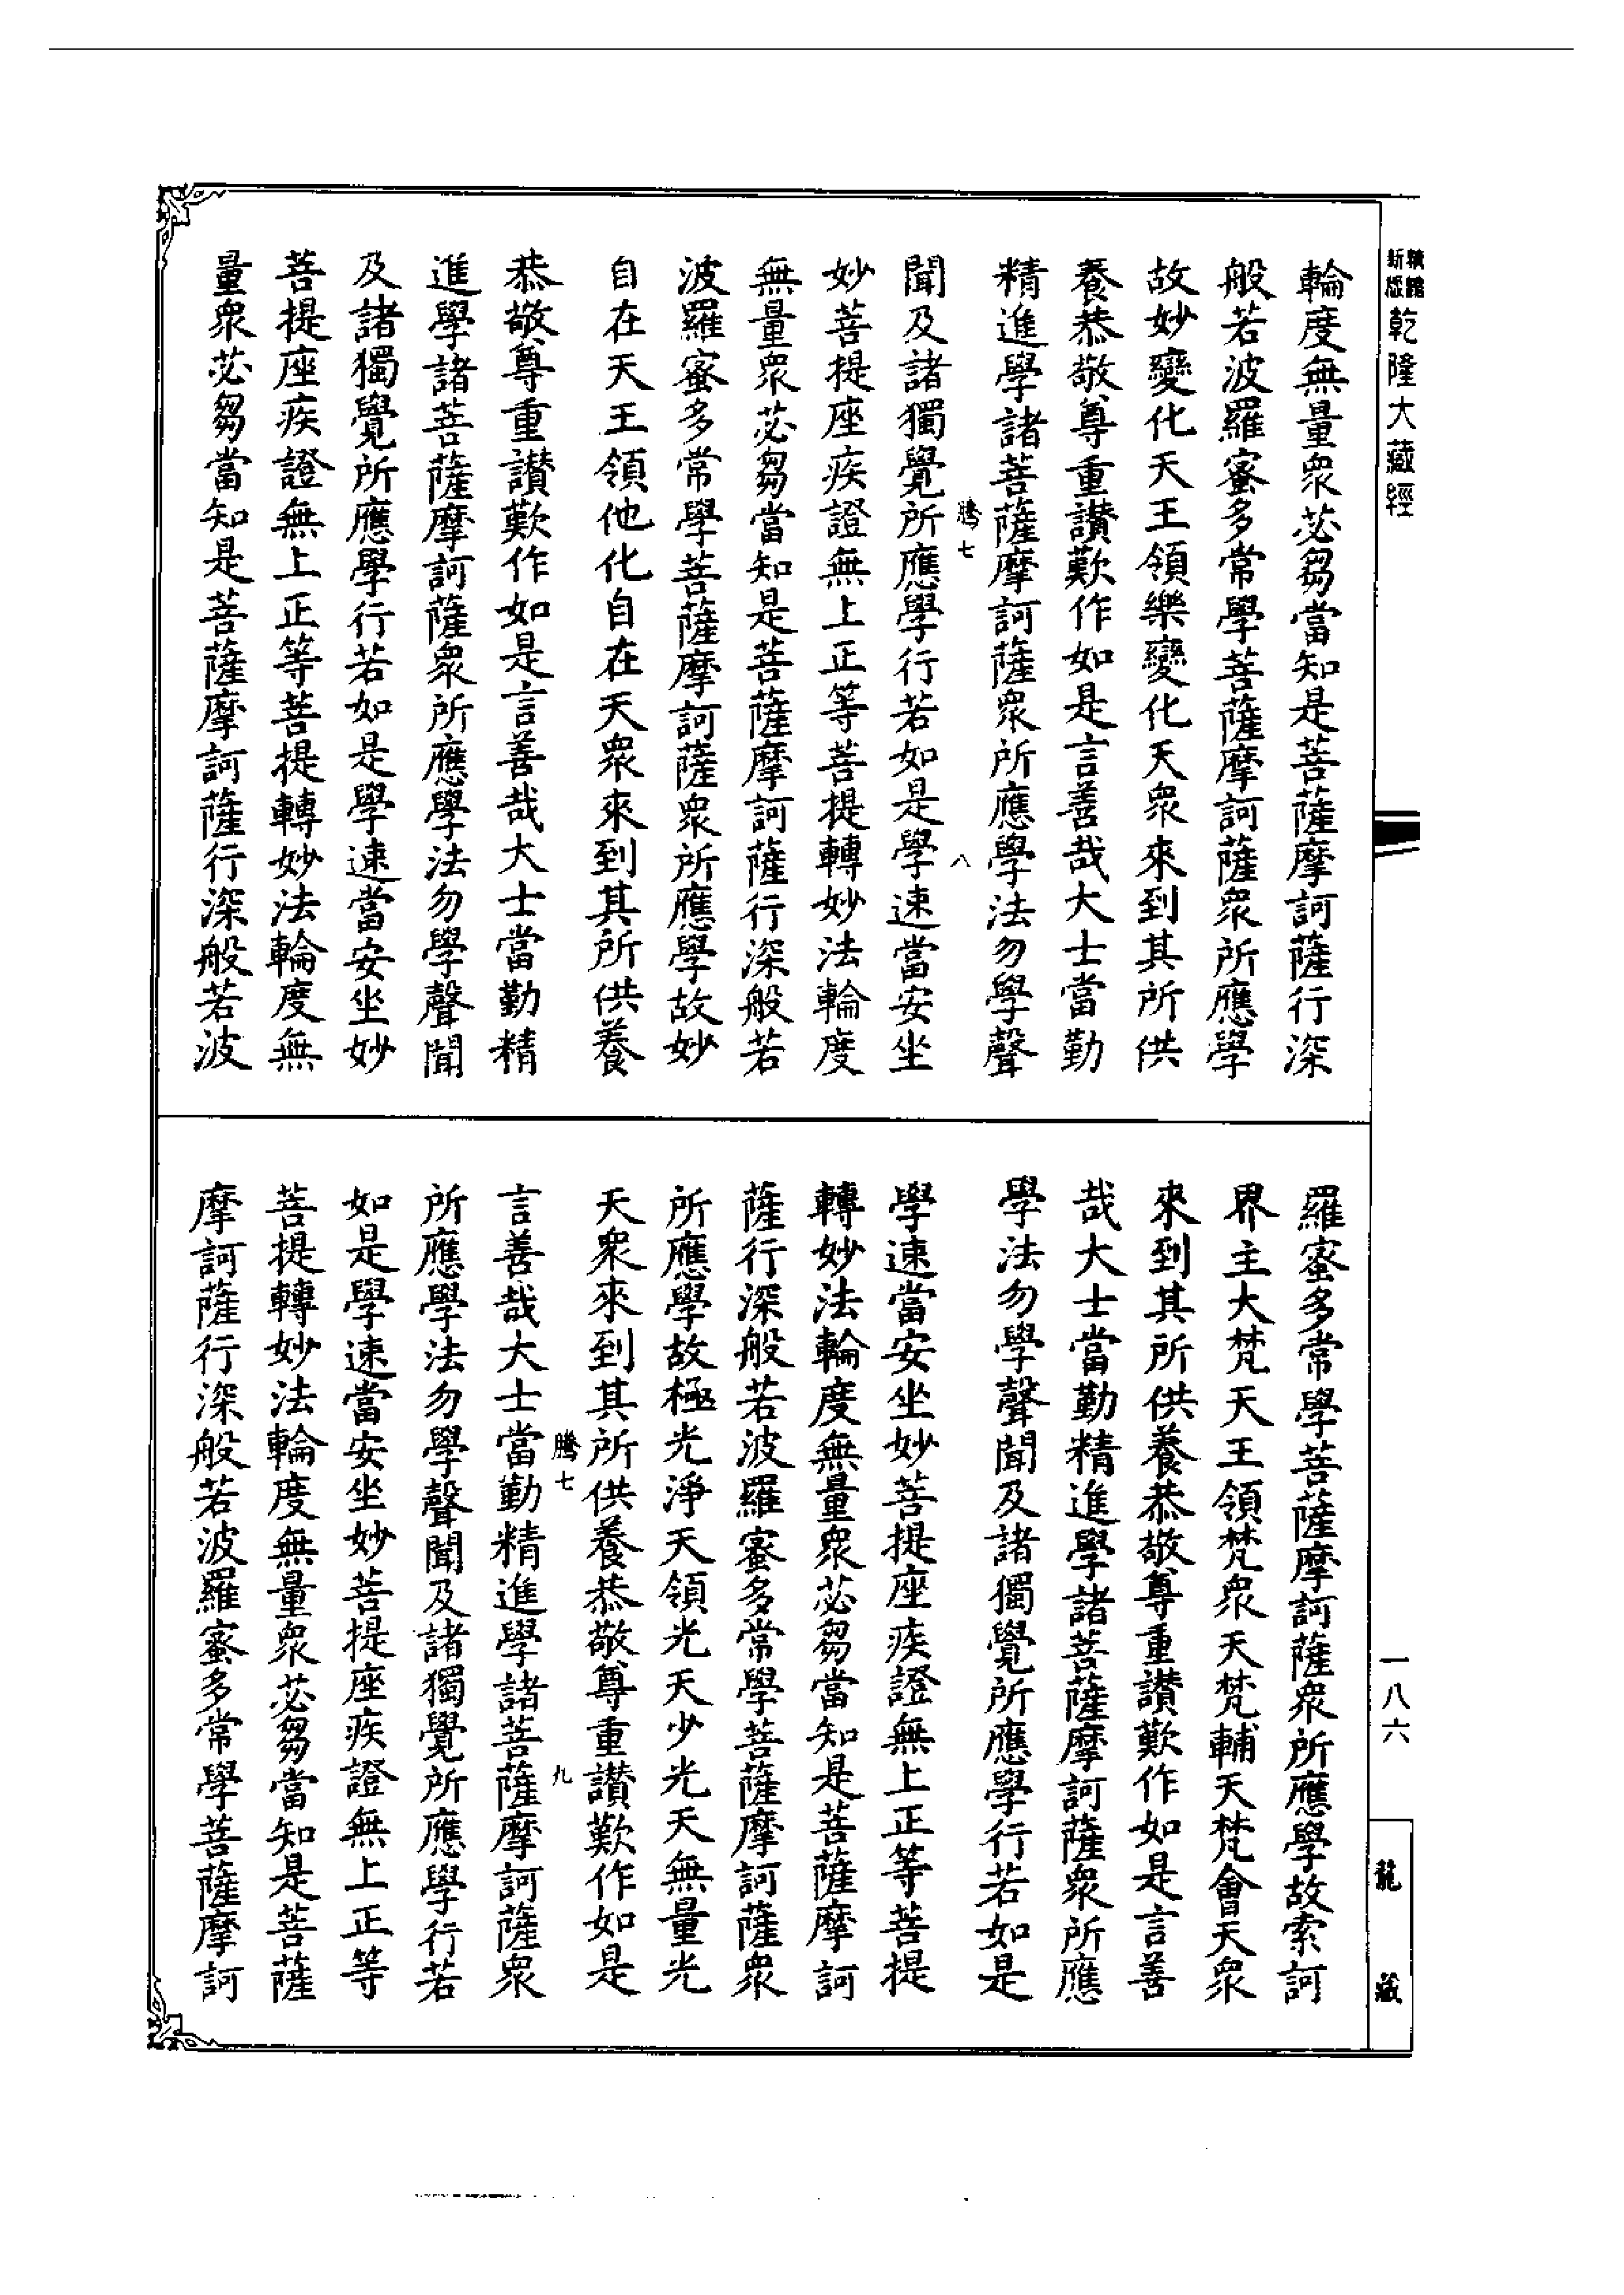 新版
精鐫
乾隆大藏經
輪度無量眾苾芻當知是菩薩摩訶薩行深
般若波羅蜜多常學菩薩摩訶薩眾所應學
故妙變化天王領樂變化天眾來到其所供
養恭敬尊重讚歎作如是言善哉大士當勤
精進學諸菩薩摩訶薩眾所應學法勿學聲
騰七
八
聞及諸獨覺所應學行若如是學速當安坐
妙菩提座疾證無上正等菩提轉妙法輪度
無量眾苾芻當知是菩薩摩訶薩行深般若
波羅蜜多常學菩薩摩訶薩眾所應學故妙
自在天王領他化自在天眾來到其所供養
恭敬尊重讚歎作如是言善哉大士當勤精
進學諸菩薩摩訶薩眾所應學法勿學聲聞
及諸獨覺所應學行若如是學速當安坐妙
菩提座疾證無上正等菩提轉妙法輪度無
量眾苾芻當知是菩薩摩訶薩行深般若波
羅蜜多常學菩薩摩訶薩眾所應學故索訶
界主大梵天王領梵眾天梵輔天梵會天眾
來到其所供養恭敬尊重讚歎作如是言善
哉大士當勤精進學諸菩薩摩訶薩眾所應
學法勿學聲聞及諸獨覺所應學行若如是
學速當安坐妙菩提座疾證無上正等菩提
轉妙法輪度無量眾苾芻當知是菩薩摩訶
薩行深般若波羅蜜多常學菩薩摩訶薩眾
所應學故極光淨天領光天少光天無量光
天眾來到其所供養恭敬尊重讚歎作如是
騰七
九
言善哉大士當勤精進學諸菩薩摩訶薩眾
所應學法勿學聲聞及諸獨覺所應學行若
如是學速當安坐妙菩提座疾證無上正等
菩提轉妙法輪度無量眾苾芻當知是菩薩
摩訶薩行深般若波羅蜜多常學菩薩摩訶
一八六
龍藏